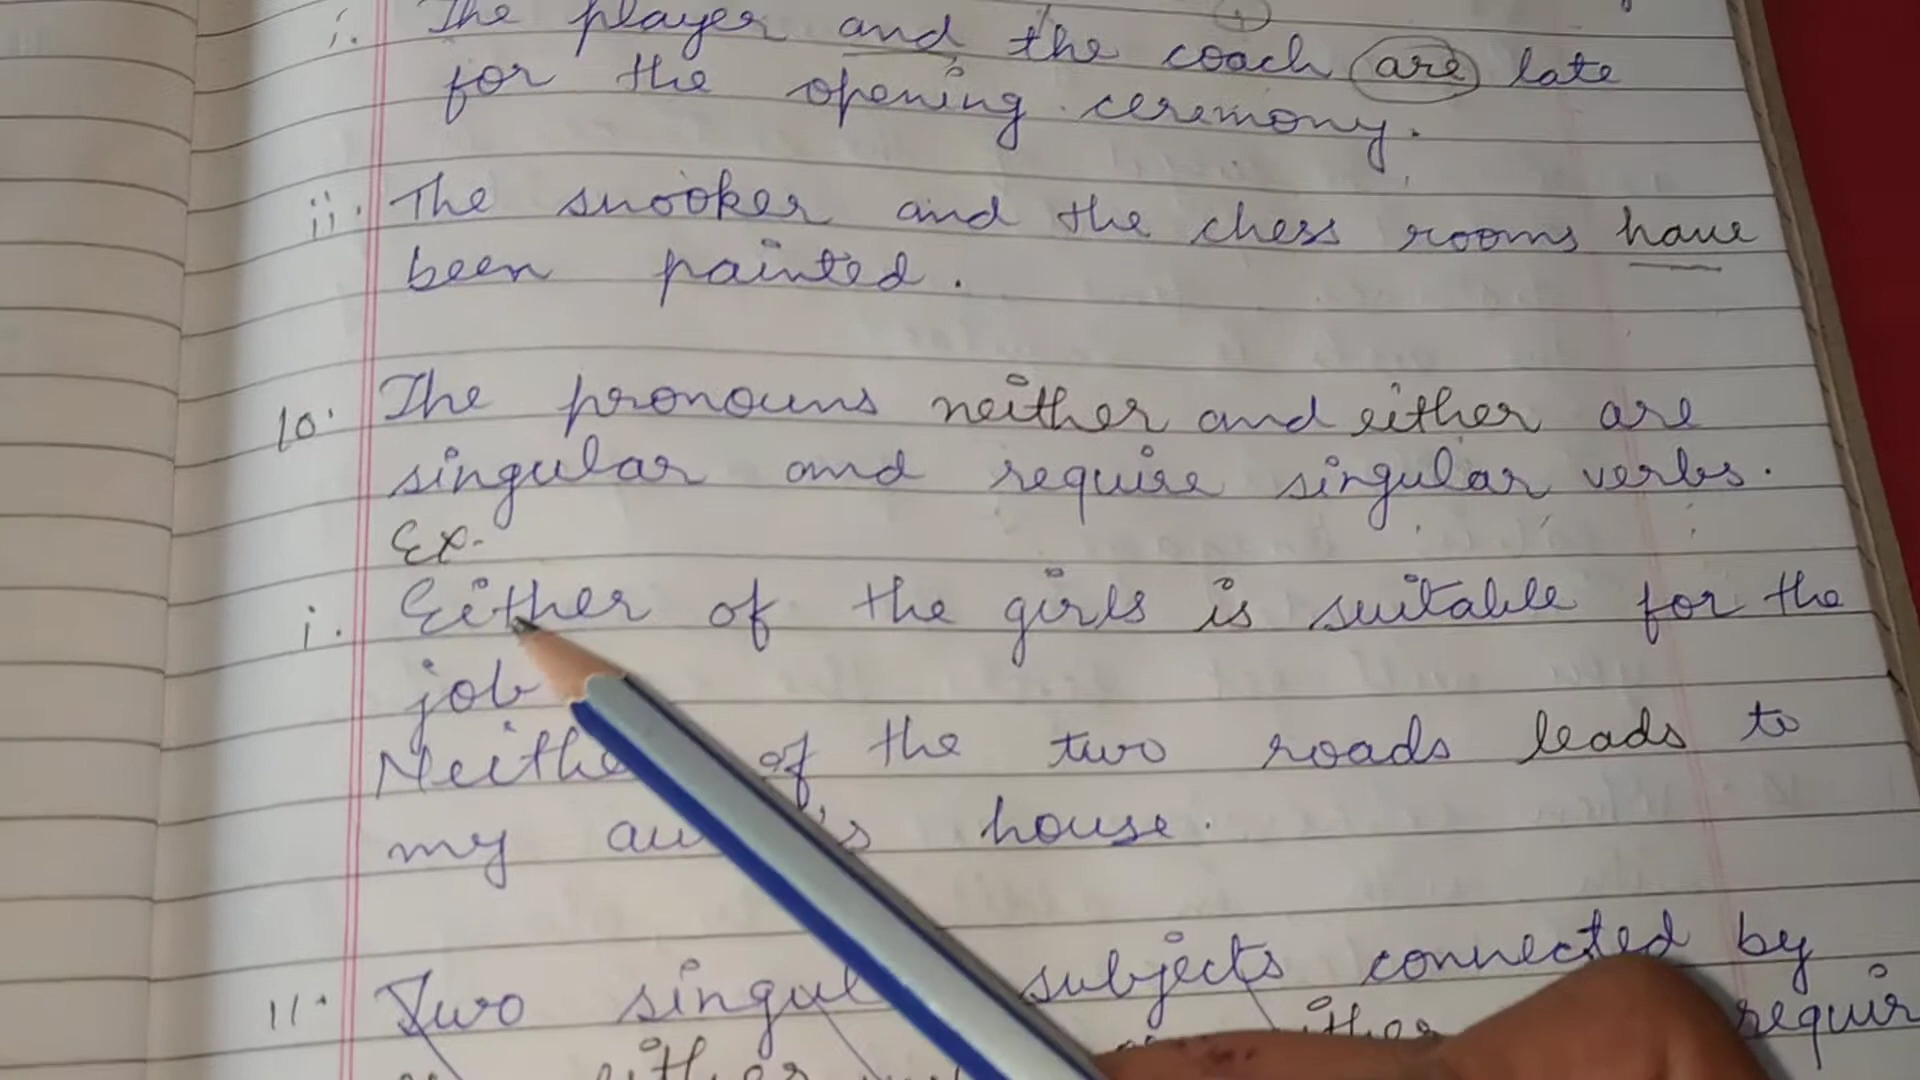 i. The player and the coach are late
for the opening ceremony.
ii. The snooker and the chess rooms have
been painted.
10. The pronouns neither and either are
singular and require singular verbs.
Ex.
i. Either of the girls is suitable for the
job
of the two roads leads to
my house.
11. Two subjects connected by